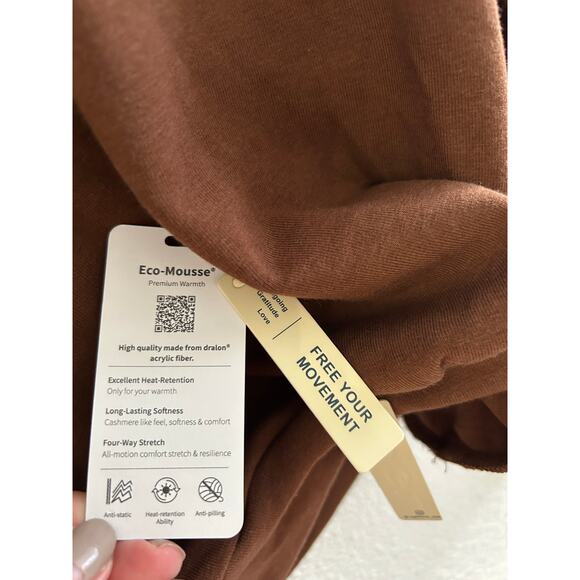 Eco-Mousse®
Premium Warmth
High quality made from dralon®
acrylic fiber.
Excellent Heat-Retention
Only for your warmth
Long-Lasting Softness
Cashmere like feel, softness & comfort
Four-Way Stretch
All-motion comfort stretch & resilience
Anti-static
Heat-retention
Ability
Anti-pilling
going
Gratitude
Love
FREE YOUR
MOVEMENT